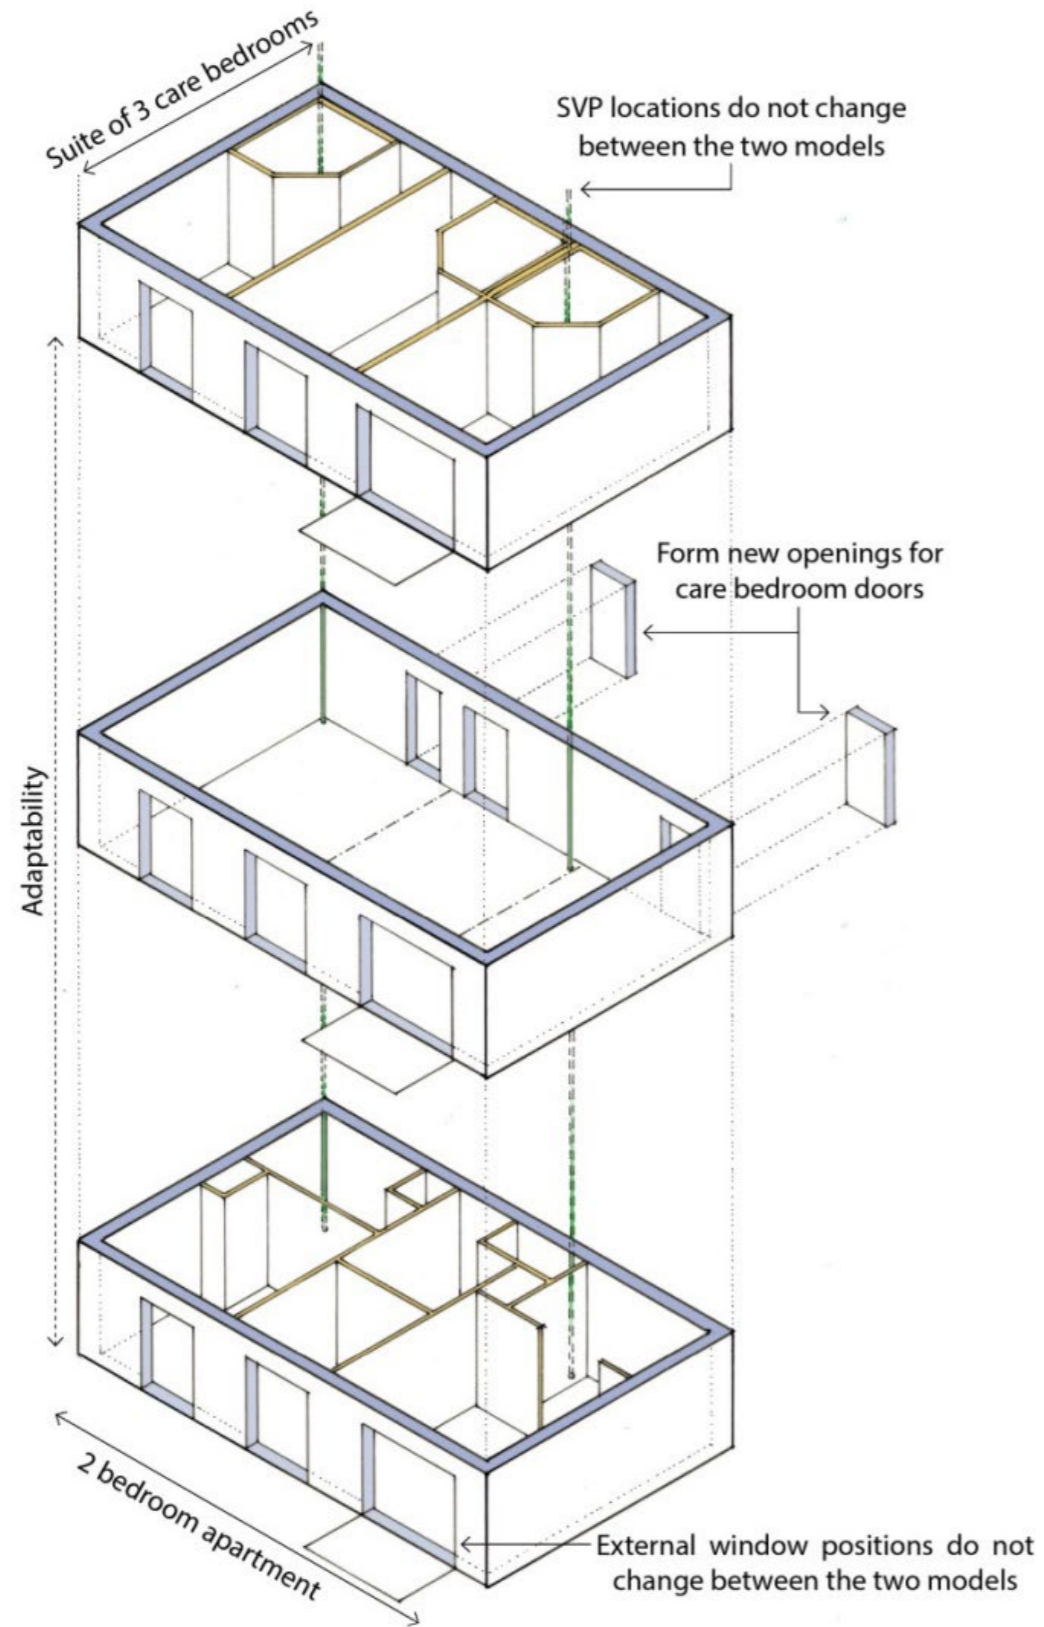 Suite of 3 care bedrooms
SVP locations do not change
between the two models
Form new openings for
care bedroom doors
Adaptability
2 bedroom apartment
External window positions do not
change between the two models